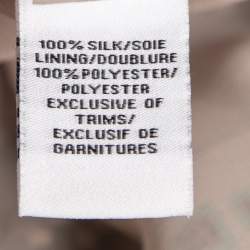 100% SILK/SOIE
LINING/DOUBLURE
100% POLYESTER/
POLYESTER
EXCLUSIVE OF
TRIMS/
EXCLUSIF DE
GARNITURES